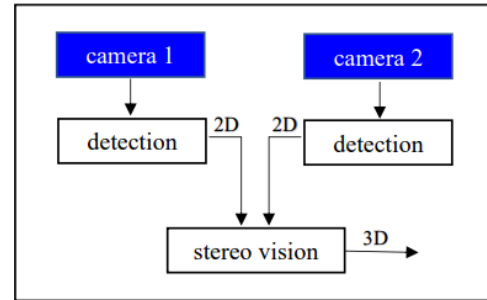 camera 1
camera 2
detection
2D
2D
detection
stereo vision
3D